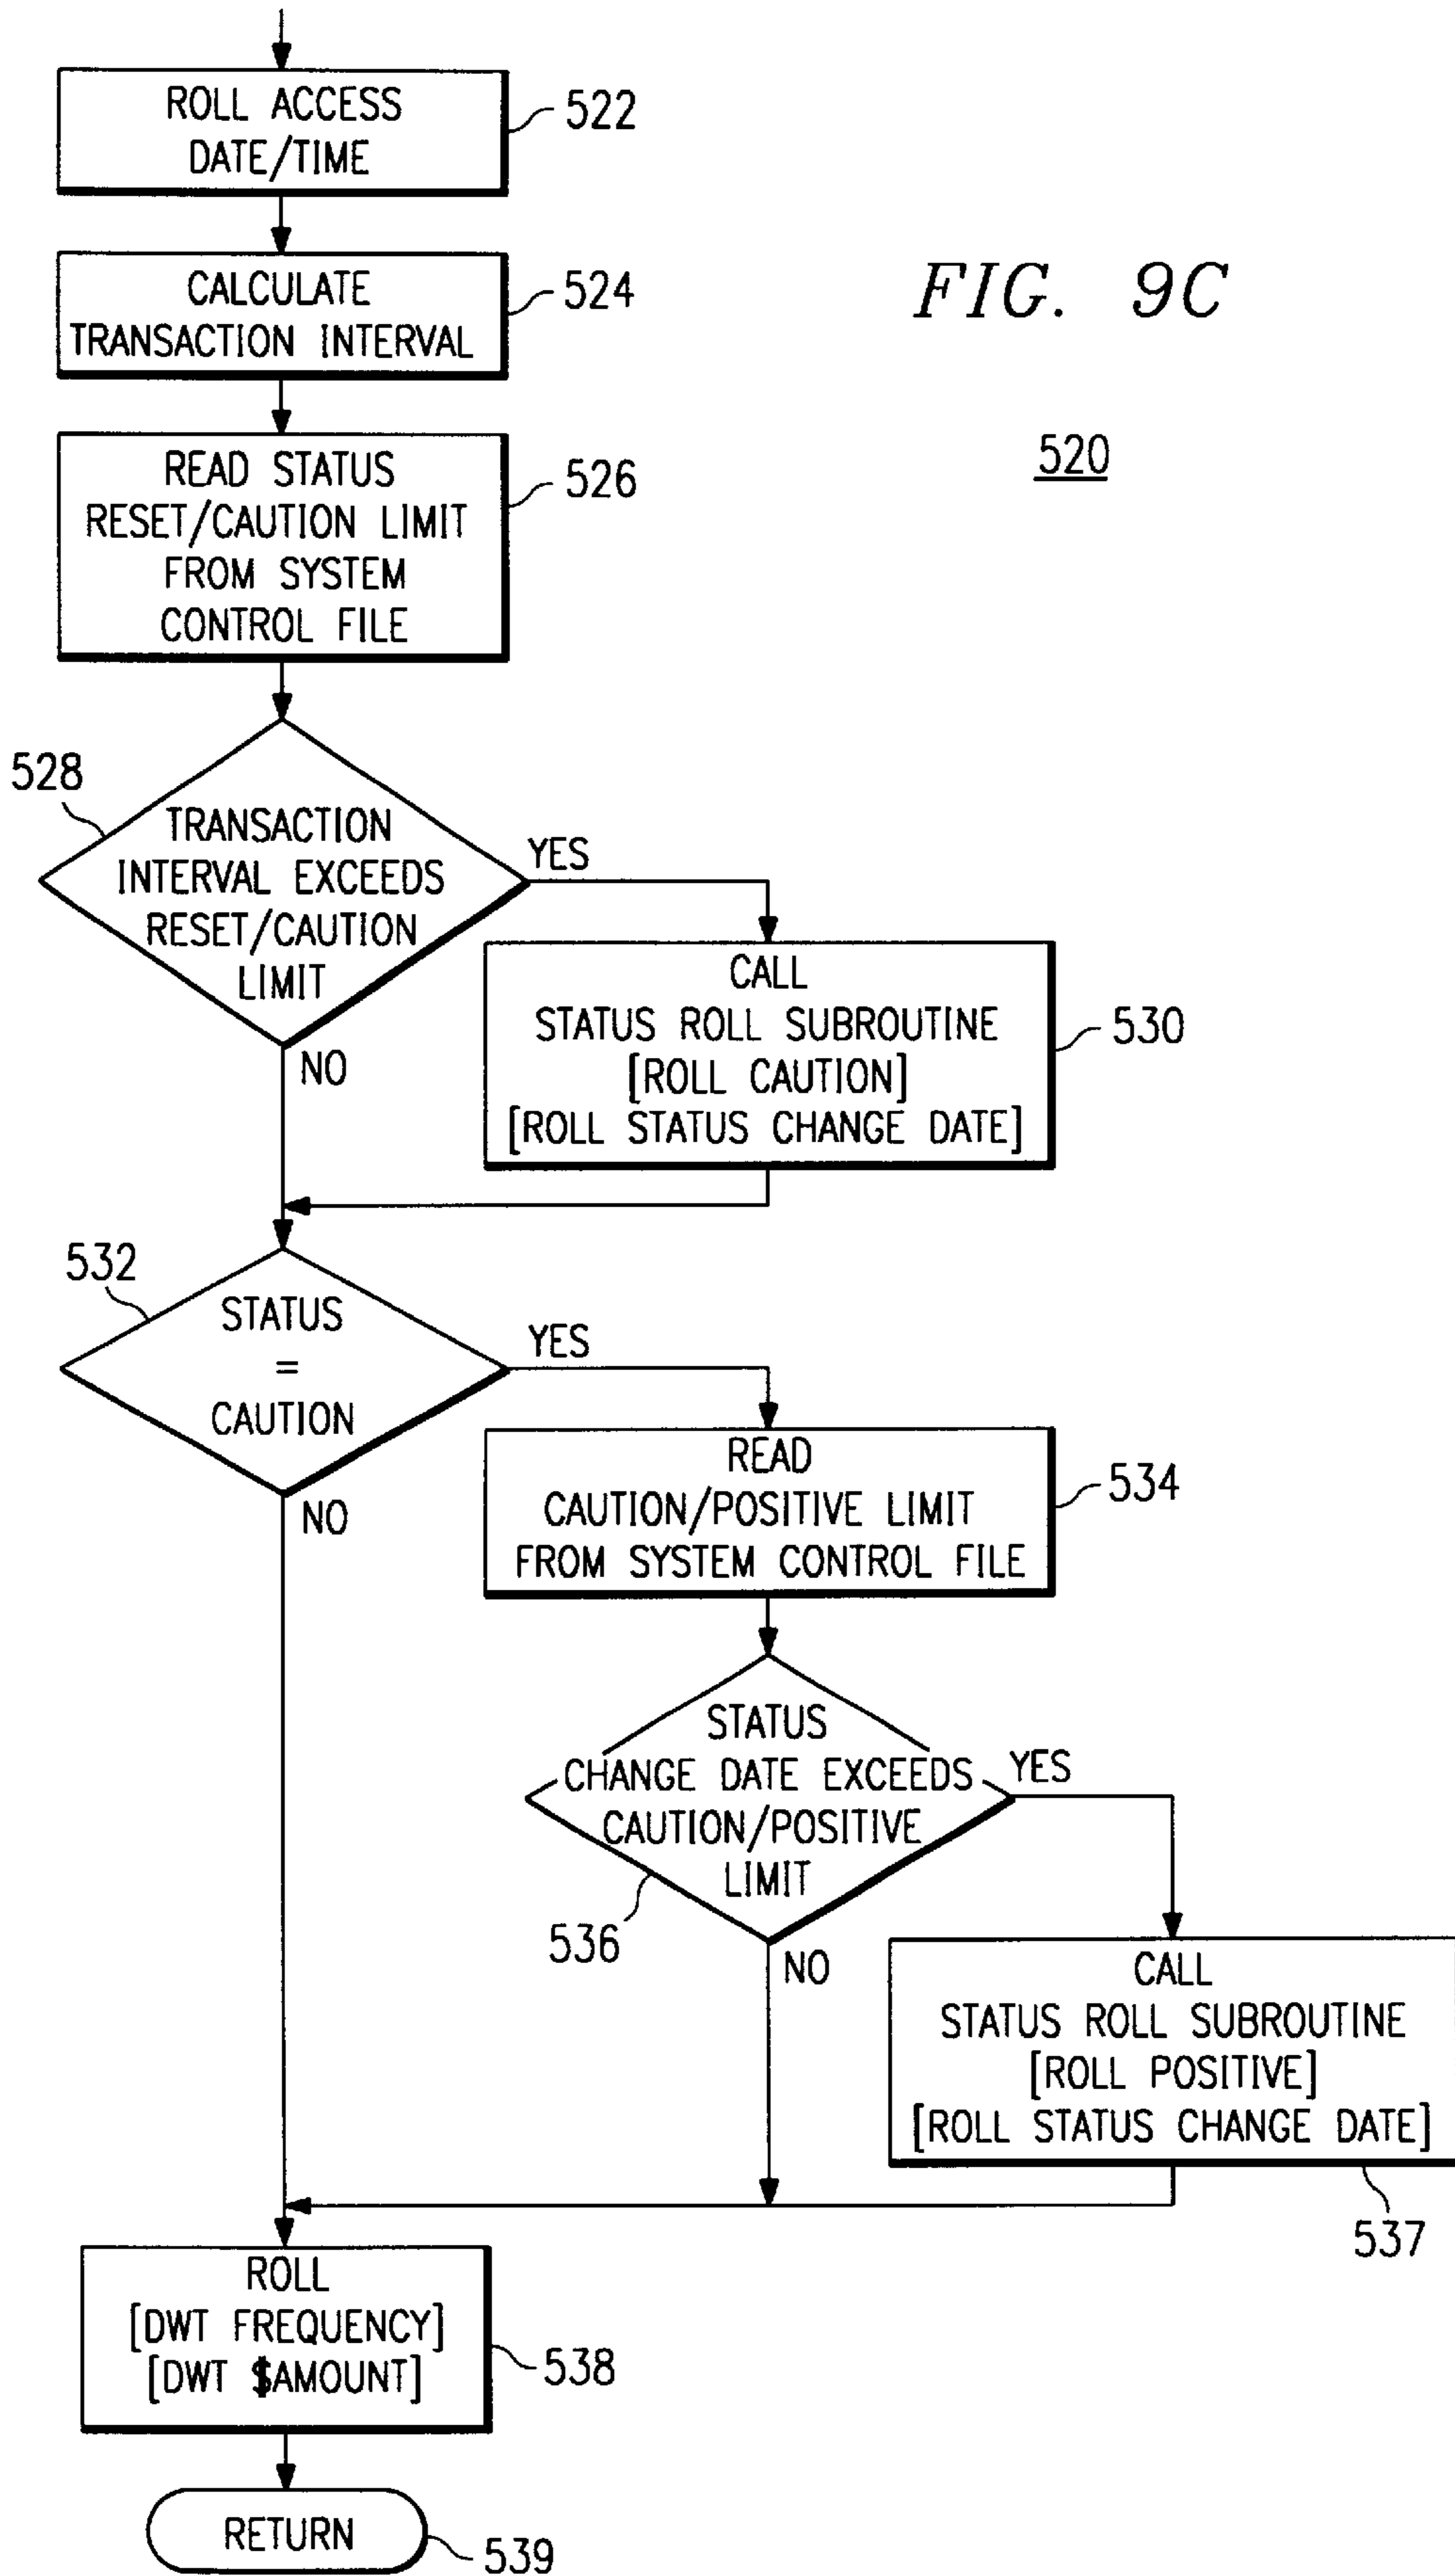 ROLL ACCESS
DATE/TIME
522
CALCULATE
TRANSACTION INTERVAL
524
FIG. 9C
520
READ STATUS
RESET/CAUTION LIMIT
FROM SYSTEM
CONTROL FILE
526
528
TRANSACTION
INTERVAL EXCEEDS
RESET/CAUTION
LIMIT
YES
NO
CALL
STATUS ROLL SUBROUTINE
[ROLL CAUTION]
[ROLL STATUS CHANGE DATE]
530
532
STATUS
=
CAUTION
YES
NO
READ
CAUTION/POSITIVE LIMIT
FROM SYSTEM CONTROL FILE
534
STATUS
CHANGE DATE EXCEEDS
CAUTION/POSITIVE
LIMIT
YES
536
NO
CALL
STATUS ROLL SUBROUTINE
[ROLL POSITIVE]
[ROLL STATUS CHANGE DATE]
537
ROLL
[DWT FREQUENCY]
[DWT $AMOUNT]
538
RETURN
539